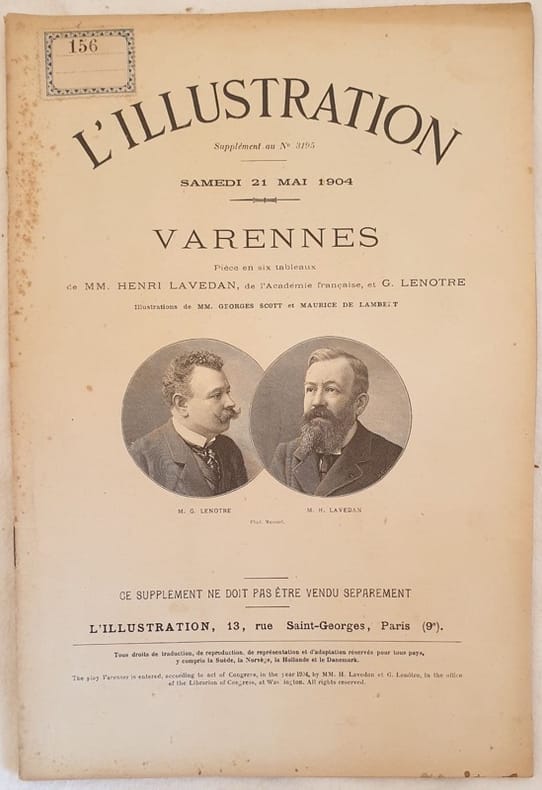 156
L'ILLUSTRATION
Supplément au Nº 3195
SAMEDI 21 MAI 1904
VARENNES
Pièce en six tableaux
de MM. HENRI LAVEDAN, de l'Académie française, et G. LENOTRE
Illustrations de MM. GEORGES SCOTT et MAURICE DE LAMBERT
M. G. LENOTRE
M. H. LAVEDAN
Phot.
CE SUPPLÉMENT NE DOIT PAS ÊTRE VENDU SÉPARÉMENT
L'ILLUSTRATION, 13, rue Saint-Georges, Paris (9e).
Tous droits de traduction, de reproduction, de représentation et d'adaptation réservés pour tous pays,
y compris la Suède, la Norvège, la Hollande et le Danemark.
The play Varennes is entered, according to act of Congress, in the year 1904, by MM. H. Lavedan et G. Lenôtre, in the office
of the Librarian of Congress, at Washington. All rights reserved.